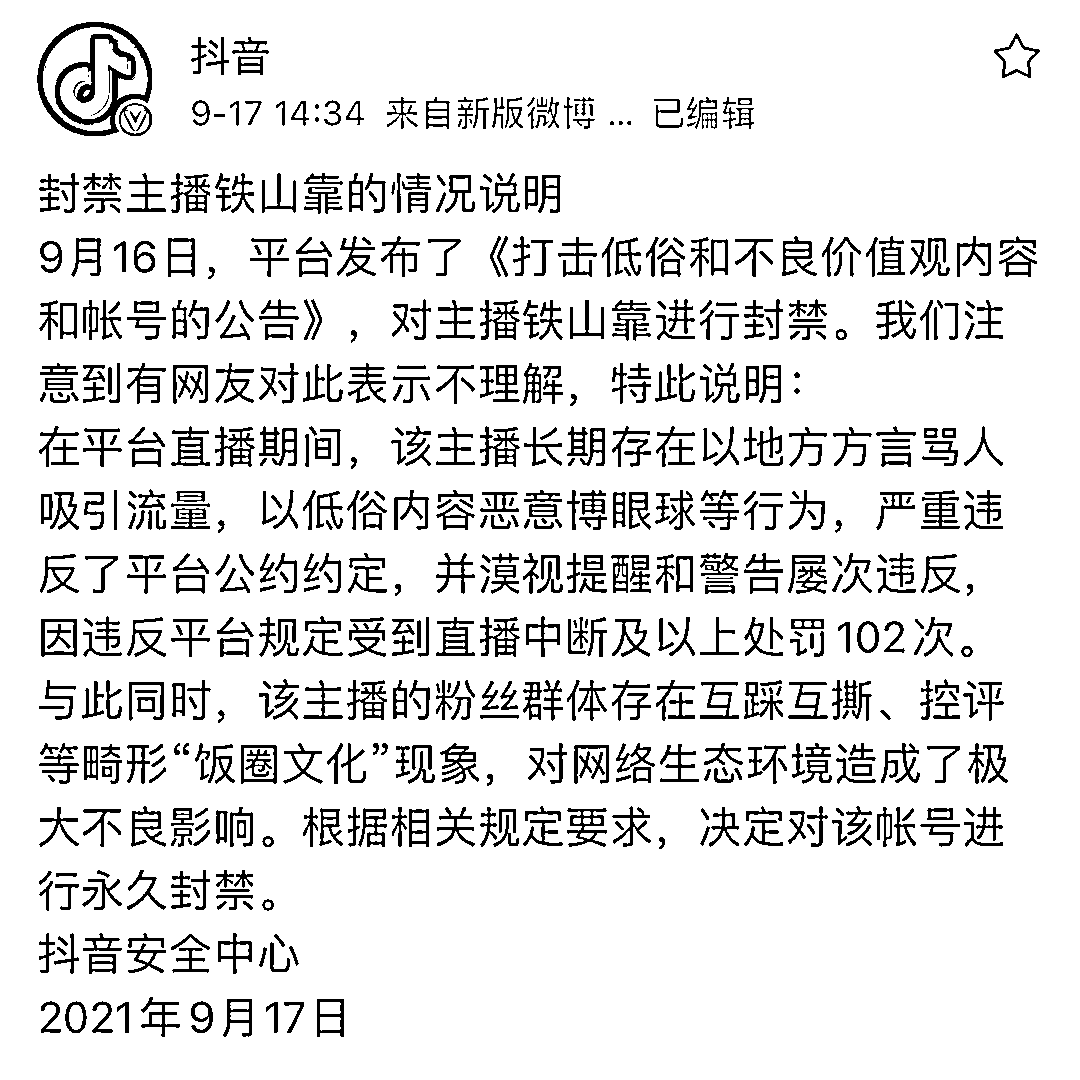 抖音
9-17 14:34 来自新版微博 ... 已编辑
封禁主播铁山靠的情况说明
9月16日，平台发布了《打击低俗和不良价值观内容
和帐号的公告》，对主播铁山靠进行封禁。我们注
意到有网友对此表示不理解，特此说明：
在平台直播期间，该主播长期存在以地方方言骂人
吸引流量，以低俗内容恶意博眼球等行为，严重违
反了平台公约约定，并漠视提醒和警告屡次违反，
因违反平台规定受到直播中断及以上处罚102次。
与此同时，该主播的粉丝群体存在互踩互撕、控评
等畸形“饭圈文化”现象，对网络生态环境造成了极
大不良影响。根据相关规定要求，决定对该帐号进
行永久封禁。
抖音安全中心
2021年9月17日